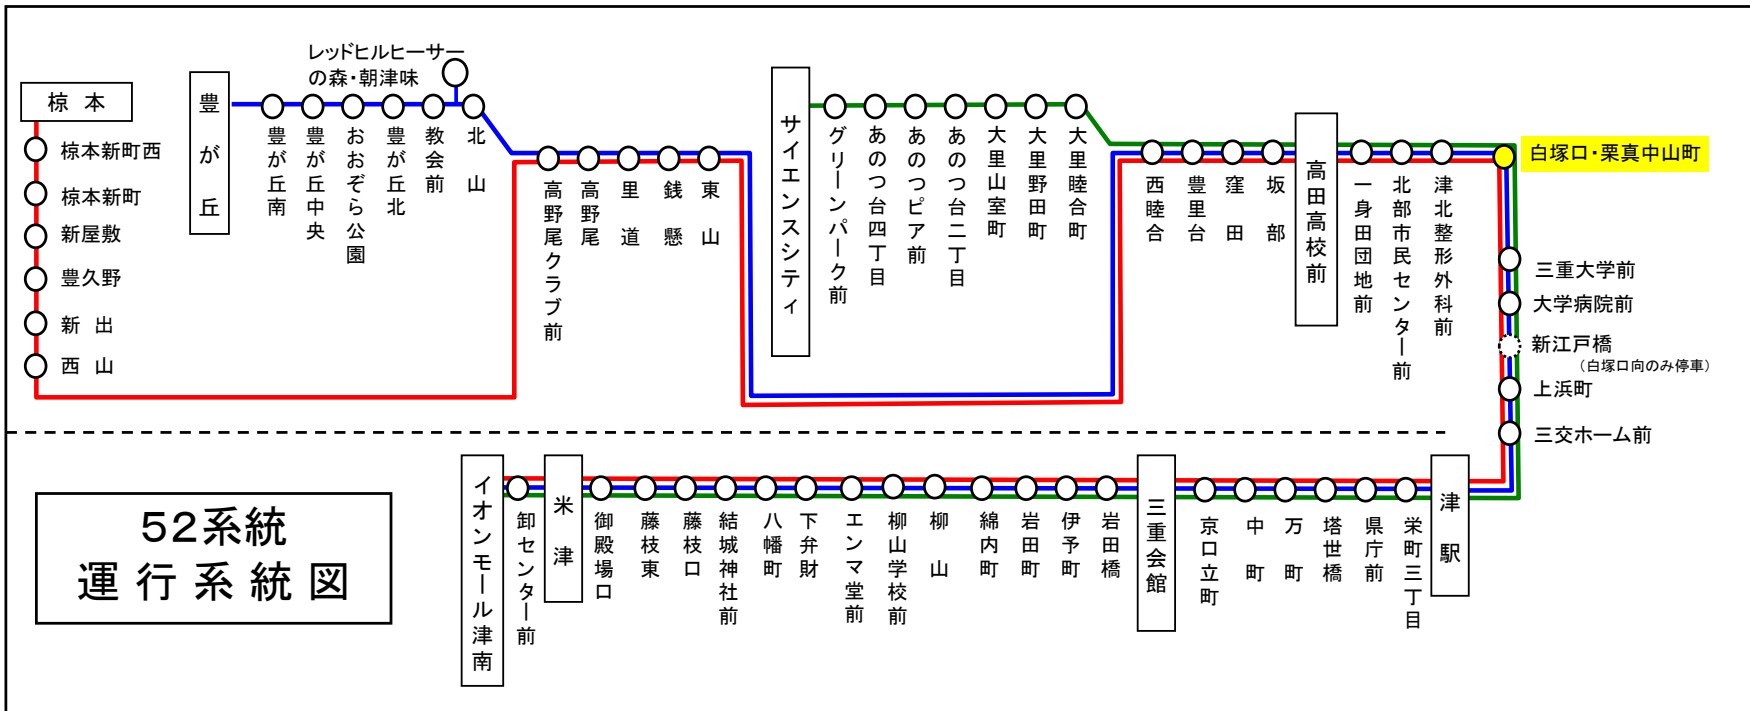 レッドヒルヒーサー
の森・朝津味
椋本
豊が丘
椋本新町西
椋本新町
新屋敷
豊久野
新出
西山
豊が丘南
豊が丘中央
おおぞら公園
豊が丘北
教会前
北山
高野尾クラブ前
高野尾
里道
銭懸
東山
サイエンスシティ
グリーンパーク前
あのつ台四丁目
あのつピア前
あのつ台二丁目
大里山室町
大里野田町
大里睦合町
西睦合
豊里台
窪田
坂部
高田高校前
一身田団地前
北部市民センター前
津北整形外科前
白塚口・栗真中山町
三重大学前
大学病院前
新江戸橋
（白塚口向のみ停車）
上浜町
三交ホーム前
イオンモール津南
卸センター前
米津
御殿場口
藤枝東
藤枝口
結城神社前
八幡町
下弁財
エンマ堂前
柳山学校前
柳山
綿内町
岩田町
伊予町
岩田橋
三重会館
京口立町
中町
万町
塔世橋
県庁前
栄町三丁目
津駅
52系統
運行系統図